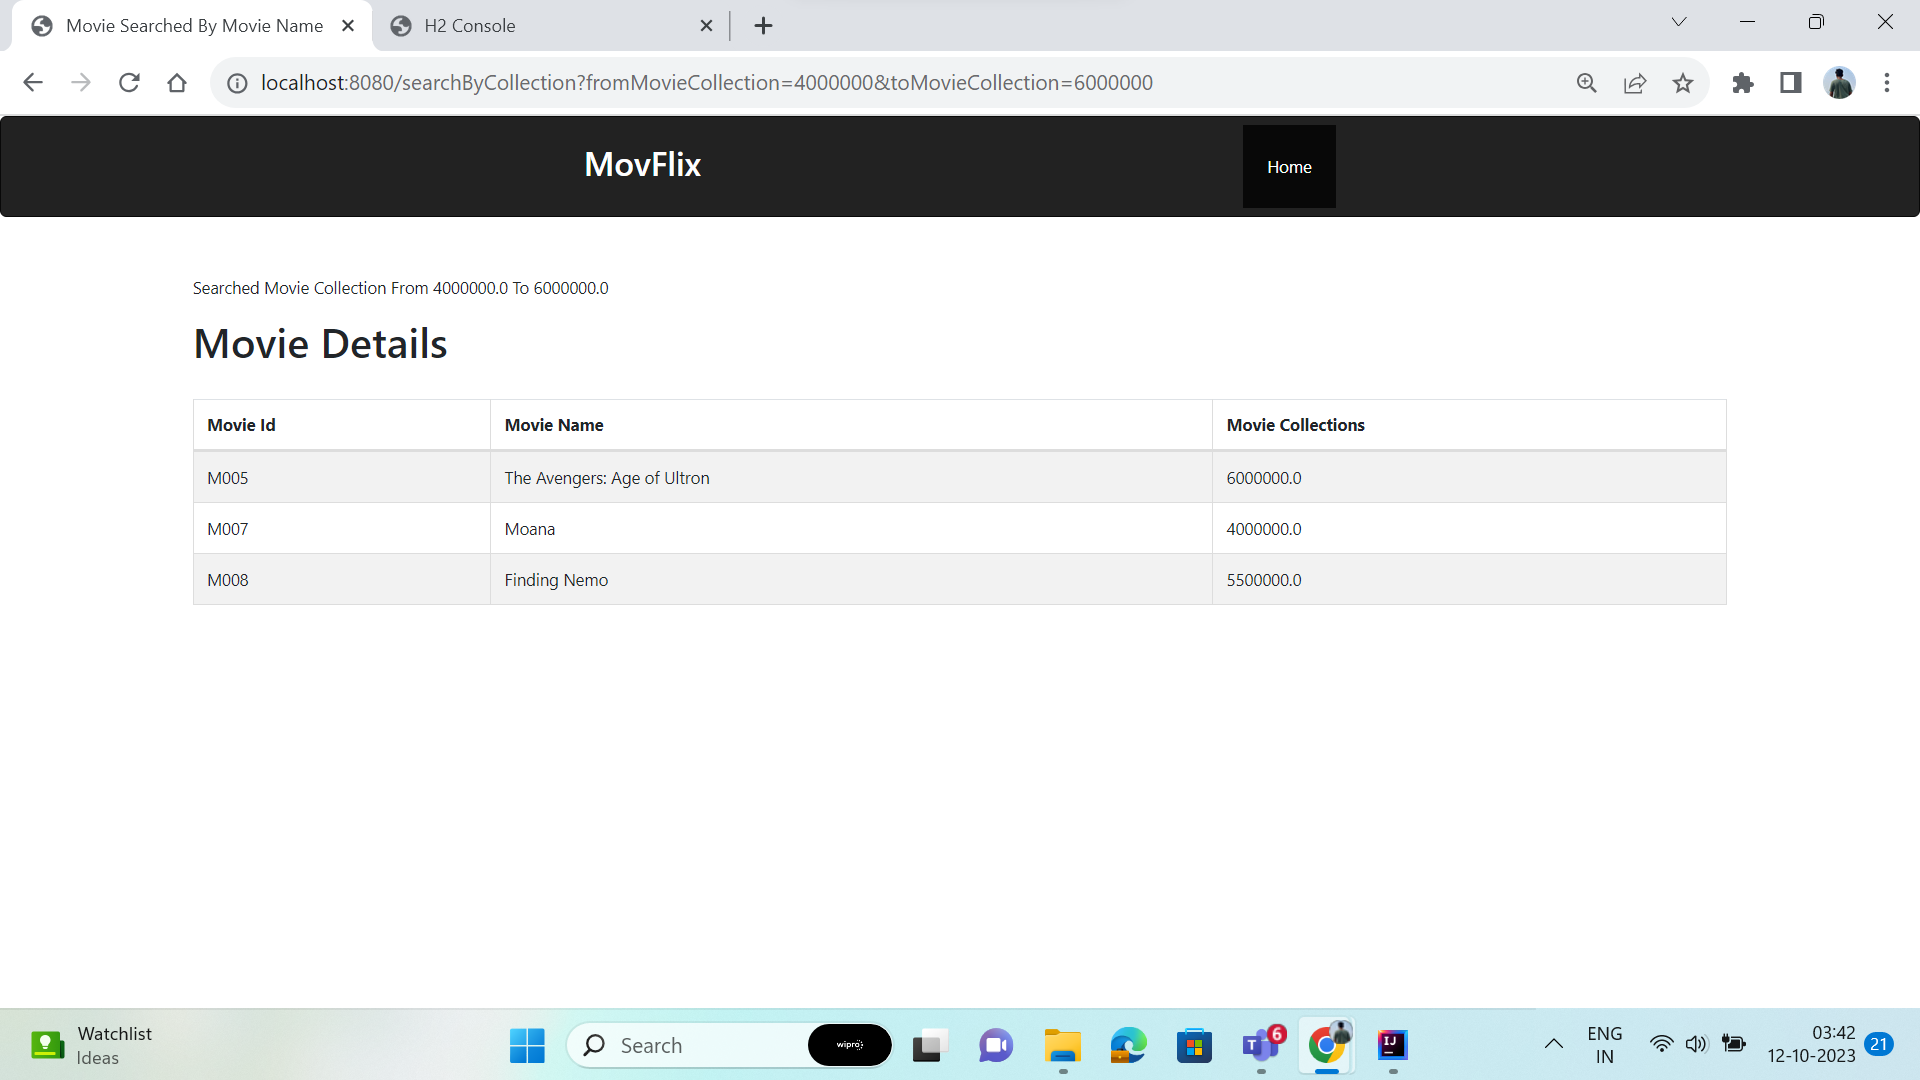 Movie Searched By Movie Name
H2 Console
localhost:8080/searchByCollection?fromMovieCollection=4000000&toMovieCollection=6000000
MovFlix
Home
Searched Movie Collection From 4000000.0 To 6000000.0
Movie Details
Movie Id Movie Name Movie Collections
M005 The Avengers: Age of Ultron 6000000.0
M007 Moana 4000000.0
M008 Finding Nemo 5500000.0
Watchlist
Ideas
Search
wipro
T
6
IJ
ENG
IN
03:42
12-10-2023
21